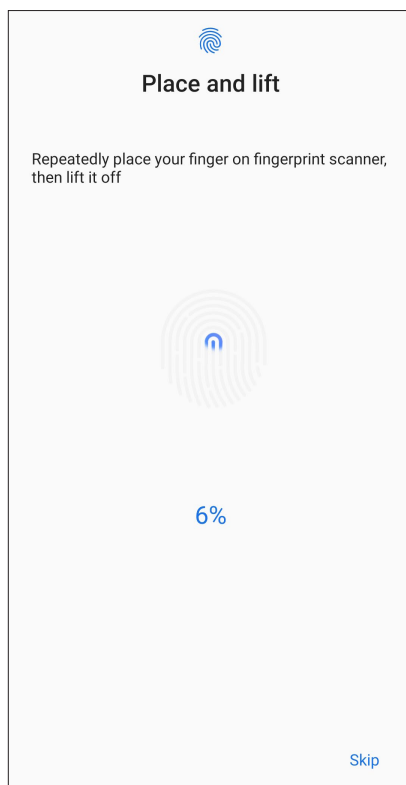 Place and lift
Repeatedly place your finger on fingerprint scanner,
then lift it off
6%
Skip